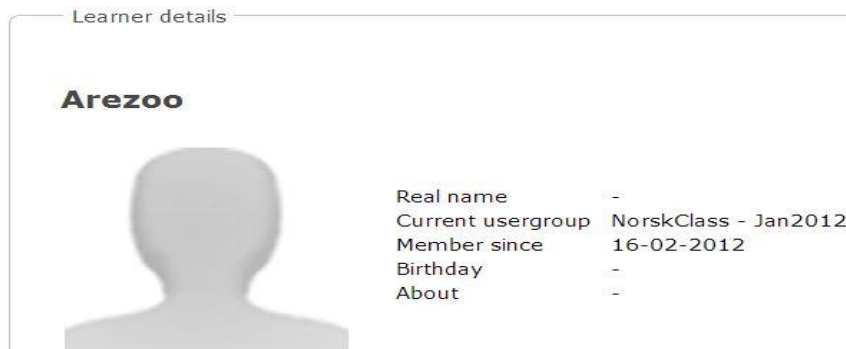 Learner details
Arezoo
Real name -
Current usergroup NorskClass - Jan2012
Member since 16-02-2012
Birthday -
About -